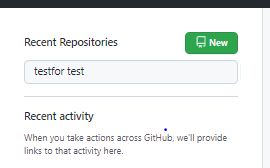 Recent Repositories
New
testfor test
Recent activity
When you take actions across GitHub, we'll provide
links to that activity here.